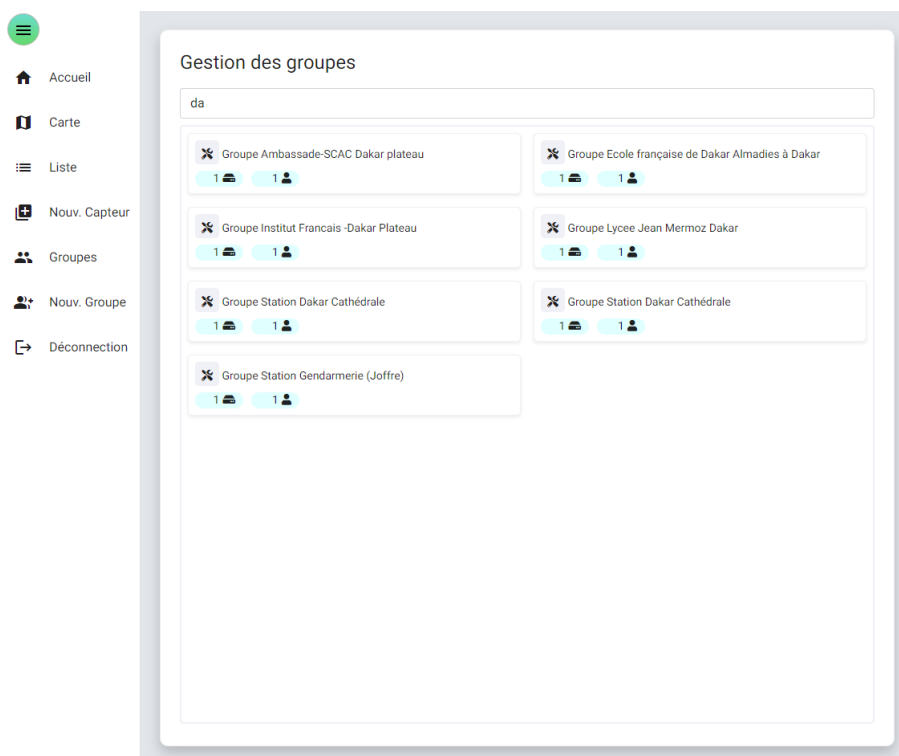 Accueil
Carte
Liste
Nouv. Capteur
Groupes
Nouv. Groupe
Déconnection
Gestion des groupes
da
Groupe Ambassade-SCAC Dakar plateau
1 1
Groupe Ecole française de Dakar Almadies à Dakar
1 1
Groupe Institut Francais -Dakar Plateau
1 1
Groupe Lycee Jean Mermoz Dakar
1 1
Groupe Station Dakar Cathédrale
1 1
Groupe Station Dakar Cathédrale
1 1
Groupe Station Gendarmerie (Joffre)
1 1